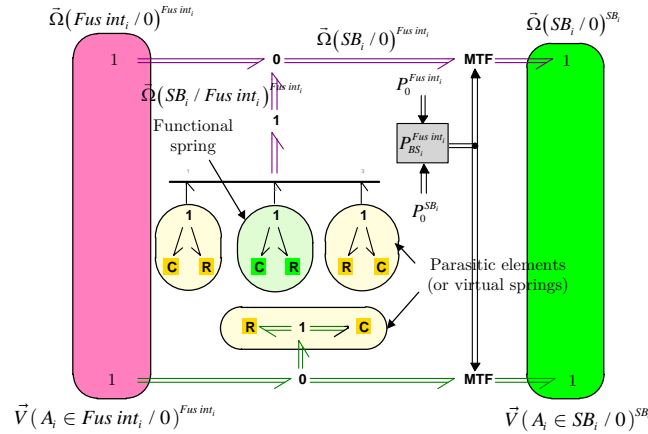 Ω⃗(Fus int_i / 0)^{Fus int_i}
Ω⃗(SB_i / 0)^{SB_i}
Ω⃗(SB_i / 0)^{Fus int_i}
1 0 MTF 1
Ω⃗(SB_i / Fus int_i)^{Fus int_i}
P_0^{Fus int_i}
1
Functional
spring
P_{BS_i}^{Fus int_i}
1 3
P_0^{SB_i}
1 1 1
C R C R R C
Parasitic elements
(or virtual springs)
R 1 C
1 0 MTF 1
V⃗(A_i ∈ Fus int_i / 0)^{Fus int_i}
V⃗(A_i ∈ SB_i / 0)^{SB}